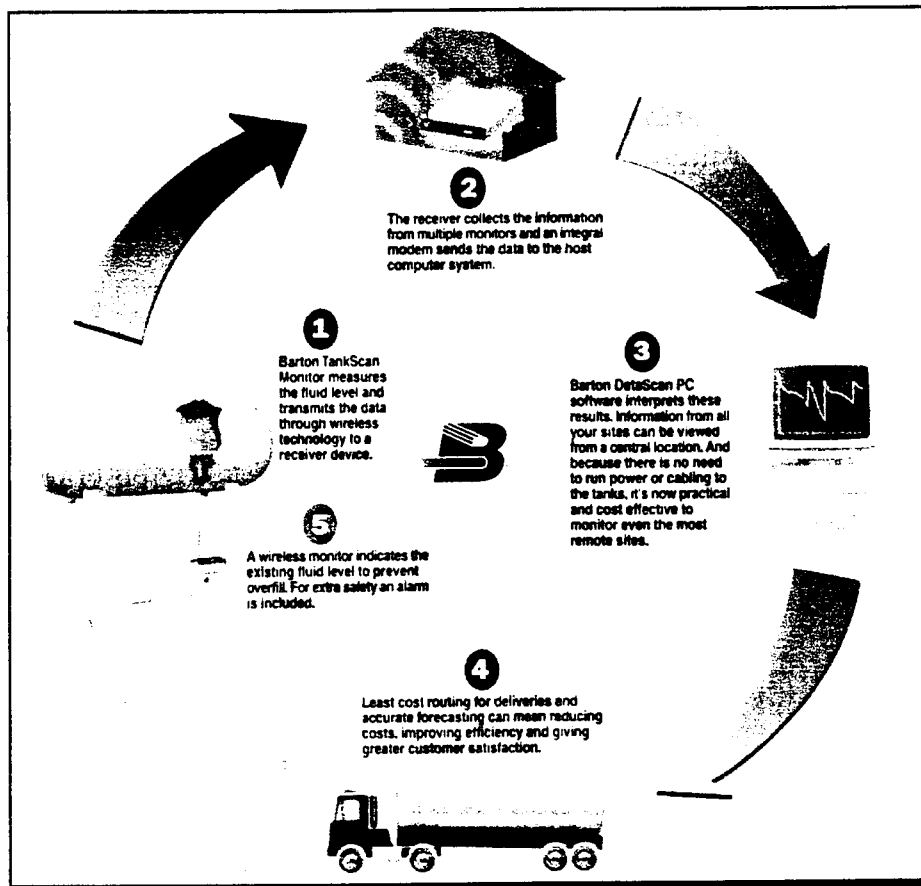 2
The receiver collects the information
from multiple monitors and an integral
modem sends the data to the host
computer system.
1
Barton TankScan
Monitor measures
the fluid level and
transmits the data
through wireless
technology to a
receiver device.
3
Barton DataScan PC
software interprets these
results. Information from all
your sites can be viewed
from a central location. And
because there is no need
to run power or cabling to
the tanks, it's now practical
and cost effective to
monitor even the most
remote sites.
B
5
A wireless monitor indicates the
existing fluid level to prevent
overfill. For extra safety an alarm
is included.
4
Least cost routing for deliveries and
accurate forecasting can mean reducing
costs, improving efficiency and giving
greater customer satisfaction.